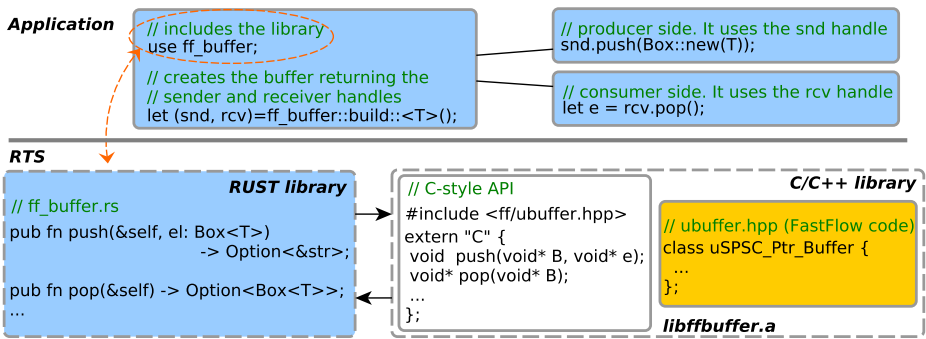 Application
// includes the library
use ff_buffer;
// creates the buffer returning the
// sender and receiver handles
let (snd, rcv)=ff_buffer::build::<T>();
// producer side. It uses the snd handle
snd.push(Box::new(T));
// consumer side. It uses the rcv handle
let e = rcv.pop();
RTS
RUST library
// ff_buffer.rs
pub fn push(&self, el: Box<T>)
-> Option<&str>;
pub fn pop(&self) -> Option<Box<T>>;
...
// C-style API
#include <ff/ubuffer.hpp>
extern "C" {
void  push(void* B, void* e);
void* pop(void* B);
...
};
C/C++ library
// ubuffer.hpp (FastFlow code)
class uSPSC_Ptr_Buffer {
...
};
libffbuffer.a